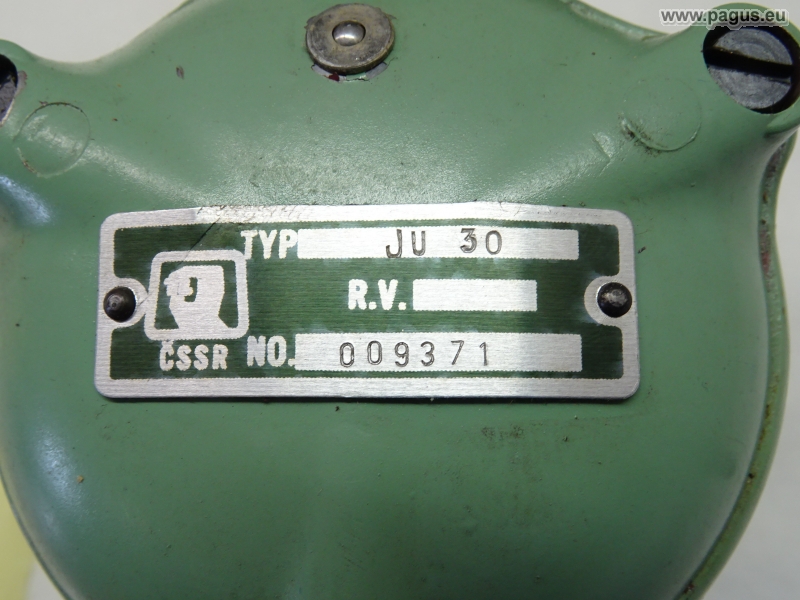 www.pagus.eu
TYP JU 30
R.V.
ČSSR NO. 009371